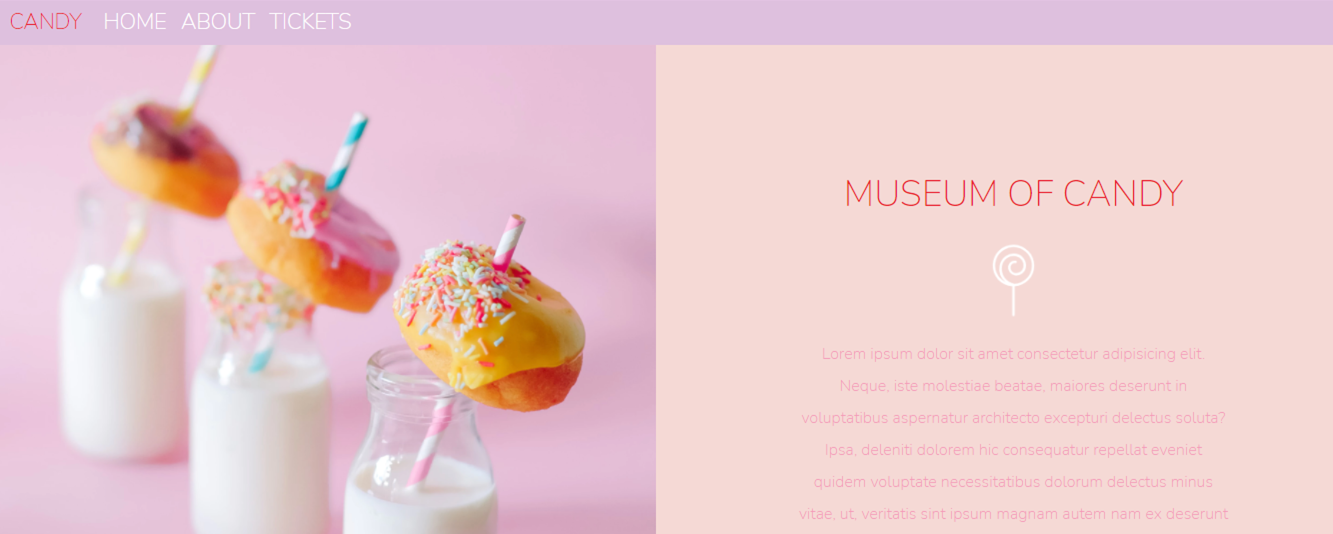 CANDY HOME ABOUT TICKETS
MUSEUM OF CANDY
Lorem ipsum dolor sit amet consectetur adipisicing elit.
Neque, iste molestiae beatae, maiores deserunt in
voluptatibus aspernatur architecto excepturi delectus soluta?
Ipsa, deleniti dolorem hic consequatur repellat eveniet
quidem voluptate necessitatibus dolorum delectus minus
vitae, ut, veritatis sint ipsum magnam autem nam ex deserunt